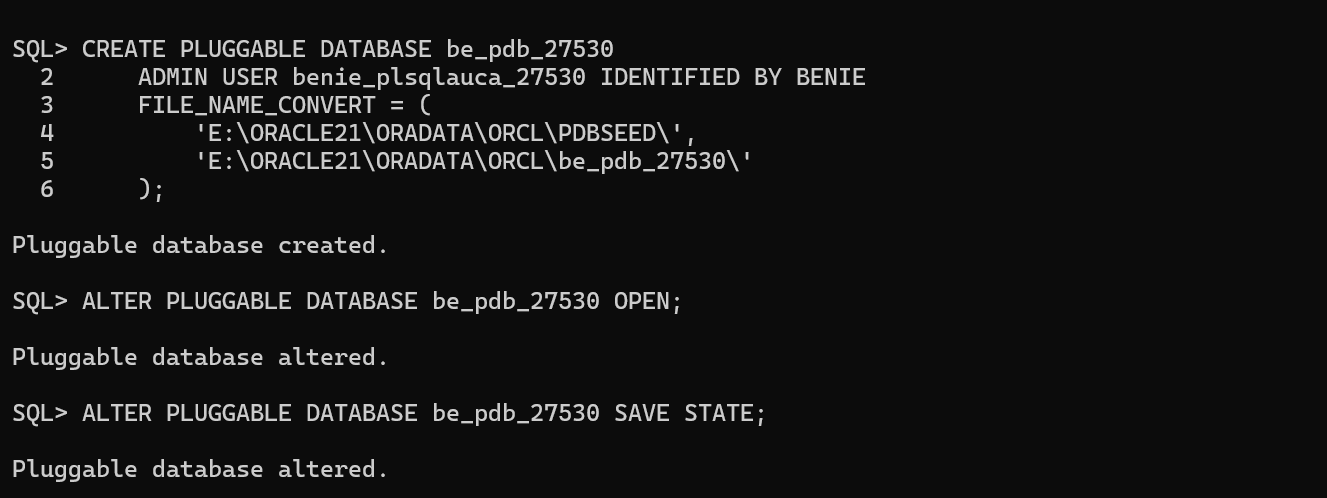 SQL> CREATE PLUGGABLE DATABASE be_pdb_27530
  2      ADMIN USER benie_plsqlauca_27530 IDENTIFIED BY BENIE
  3      FILE_NAME_CONVERT = (
  4          'E:\ORACLE21\ORADATA\ORCL\PDBSEED\',
  5          'E:\ORACLE21\ORADATA\ORCL\be_pdb_27530\'
  6      );
Pluggable database created.
SQL> ALTER PLUGGABLE DATABASE be_pdb_27530 OPEN;
Pluggable database altered.
SQL> ALTER PLUGGABLE DATABASE be_pdb_27530 SAVE STATE;
Pluggable database altered.